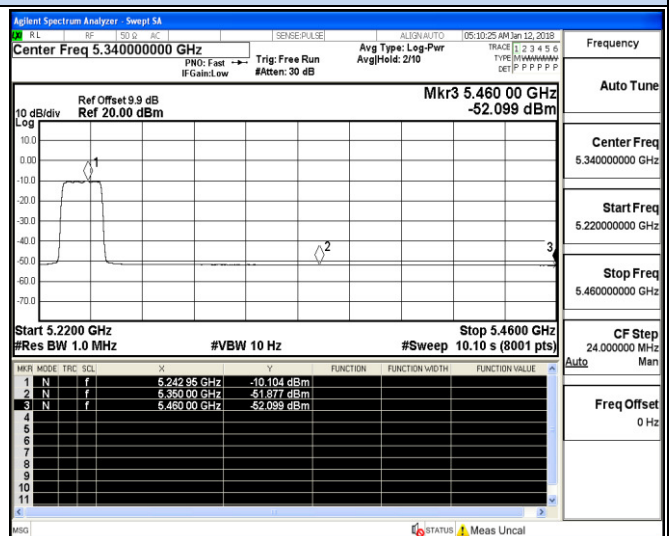 Agilent Spectrum Analyzer - Swept SA
RL RF 50 Ω AC SENSE:PULSE ALIGN AUTO 05:10:25 AM Jan 12, 2018
Center Freq 5.340000000 GHz
PNO: Fast Trig: Free Run Avg Type: Log-Pwr TRACE 1 2 3 4 5 6
IFGain:Low #Atten: 30 dB Avg|Hold: 2/10 TYPE M
DET P P P P P P
Frequency
Auto Tune
Mkr3 5.460 00 GHz
-52.099 dBm
Ref Offset 9.9 dB
10 dB/div Ref 20.00 dBm
Log
10.0
0.00
-10.0
-20.0
-30.0
-40.0
-50.0
-60.0
-70.0
1
2
3
Center Freq
5.340000000 GHz
Start Freq
5.220000000 GHz
Stop Freq
5.460000000 GHz
CF Step
24.000000 MHz
Auto Man
Freq Offset
0 Hz
Start 5.2200 GHz Stop 5.4600 GHz
#Res BW 1.0 MHz #VBW 10 Hz #Sweep 10.10 s (8001 pts)
MKR MODE TRC SCL X Y FUNCTION FUNCTION WIDTH FUNCTION VALUE
1 N f 5.242 95 GHz -10.104 dBm
2 N f 5.350 00 GHz -51.877 dBm
3 N f 5.460 00 GHz -52.099 dBm
4
5
6
7
8
9
10
11
MSG STATUS Meas Uncal